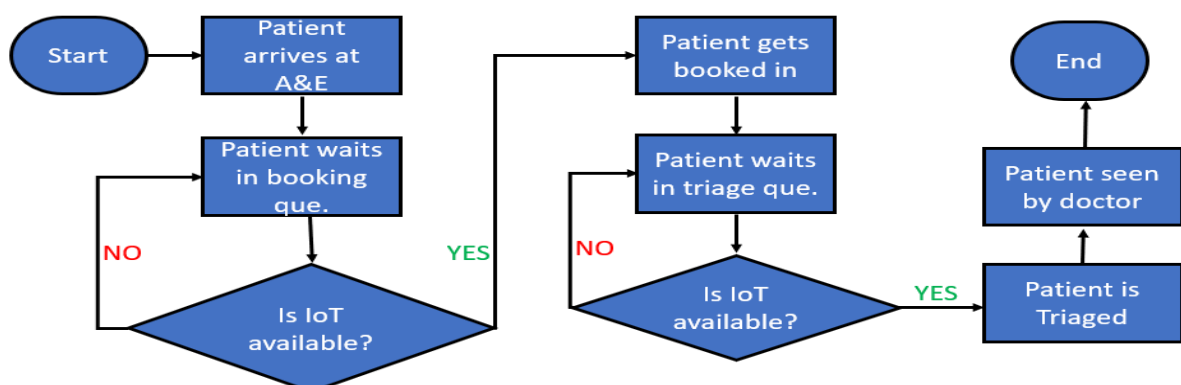 Start
Patient
arrives at
A&E
Patient waits
in booking
que.
NO
Is IoT
available?
YES
Patient gets
booked in
Patient waits
in triage que.
NO
Is IoT
available?
YES
Patient is
Triaged
Patient seen
by doctor
End